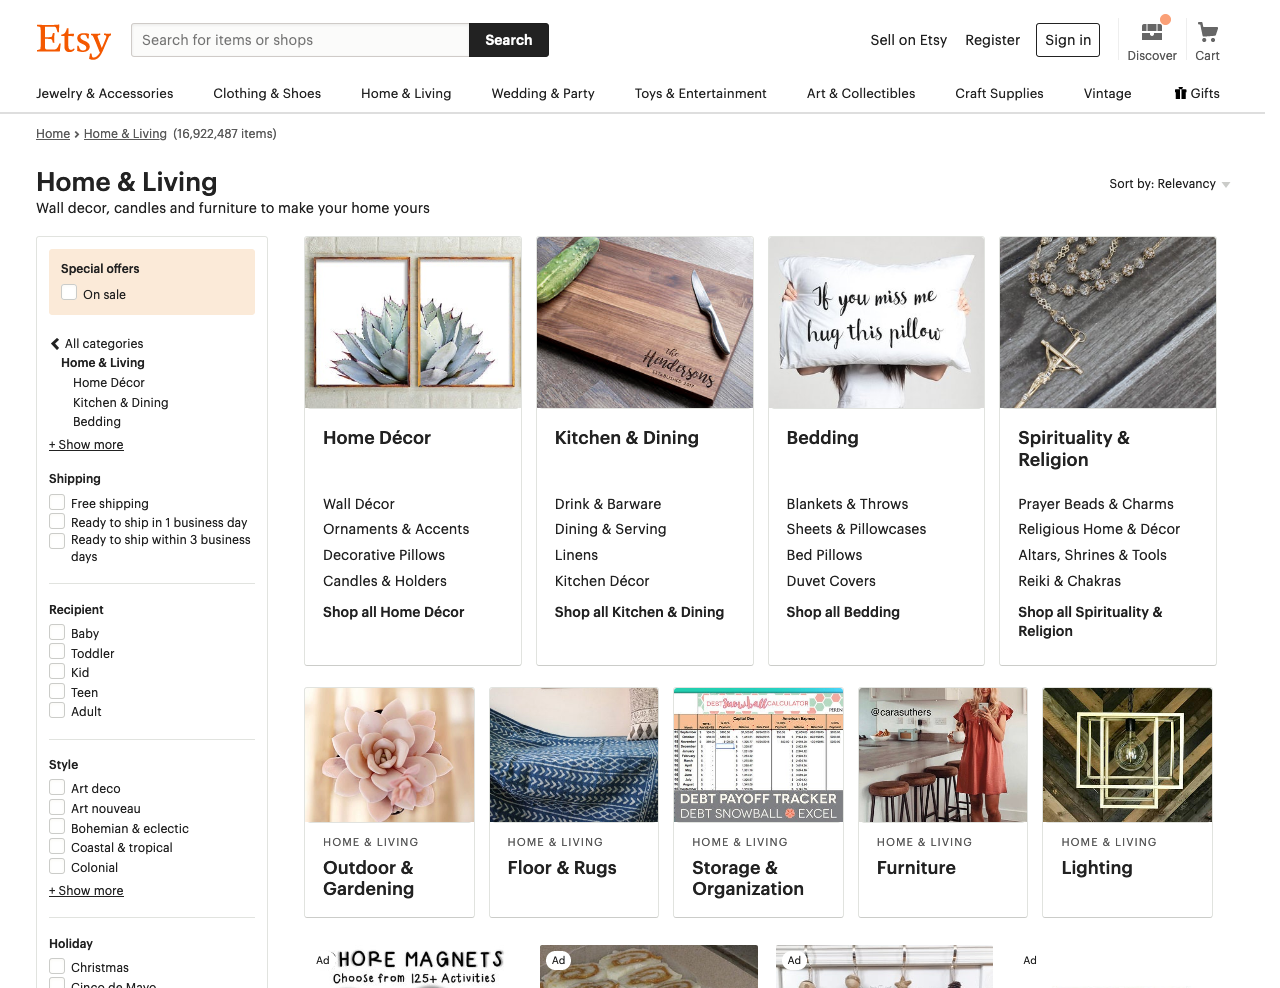 Etsy
Search for items or shops
Search
Sell on Etsy
Register
Sign in
Discover
Cart
Jewelry & Accessories
Clothing & Shoes
Home & Living
Wedding & Party
Toys & Entertainment
Art & Collectibles
Craft Supplies
Vintage
Gifts
Home > Home & Living (16,922,487 items)
Home & Living
Wall decor, candles and furniture to make your home yours
Sort by: Relevancy
Special offers
On sale
All categories
Home & Living
Home Décor
Kitchen & Dining
Bedding
+ Show more
Shipping
Free shipping
Ready to ship in 1 business day
Ready to ship within 3 business
days
Recipient
Baby
Toddler
Kid
Teen
Adult
Style
Art deco
Art nouveau
Bohemian & eclectic
Coastal & tropical
Colonial
+ Show more
Holiday
Christmas
Cinco de Mayo
Home Décor
Wall Décor
Ornaments & Accents
Decorative Pillows
Candles & Holders
Shop all Home Décor
the
Hendersons
Kitchen & Dining
Drink & Barware
Dining & Serving
Linens
Kitchen Décor
Shop all Kitchen & Dining
If you miss me
hug this pillow
Bedding
Blankets & Throws
Sheets & Pillowcases
Bed Pillows
Duvet Covers
Shop all Bedding
Spirituality &
Religion
Prayer Beads & Charms
Religious Home & Décor
Altars, Shrines & Tools
Reiki & Chakras
Shop all Spirituality &
Religion
HOME & LIVING
Outdoor &
Gardening
HOME & LIVING
Floor & Rugs
DEBT Snowball CALCULATOR
Capital One
American Express
DEBT PAYOFF TRACKER
DEBT SNOWBALL EXCEL
HOME & LIVING
Storage &
Organization
@carasuthers
HOME & LIVING
Furniture
HOME & LIVING
Lighting
Ad
HORE MAGNETS
Choose from 125+ Activities
Ad
Ad
Ad